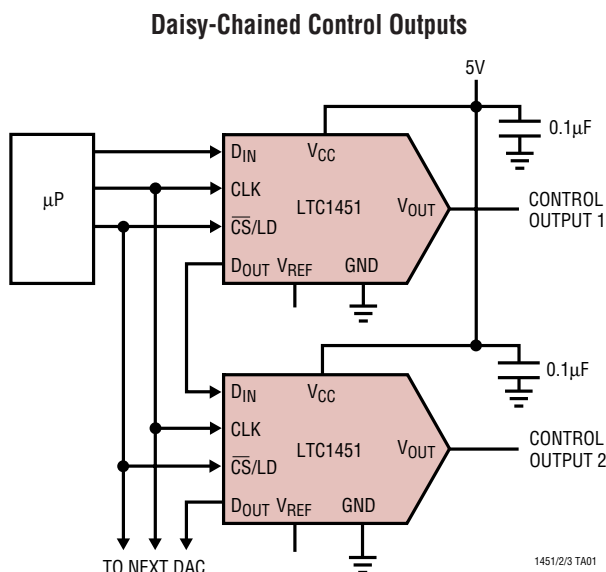 Daisy-Chained Control Outputs
5V
0.1µF
µP
DIN
VCC
CLK
LTC1451
VOUT
CONTROL
OUTPUT 1
CS/LD
DOUT
VREF
GND
0.1µF
DIN
VCC
CLK
LTC1451
VOUT
CONTROL
OUTPUT 2
CS/LD
DOUT
VREF
GND
TO NEXT DAC
1451/2/3 TA01